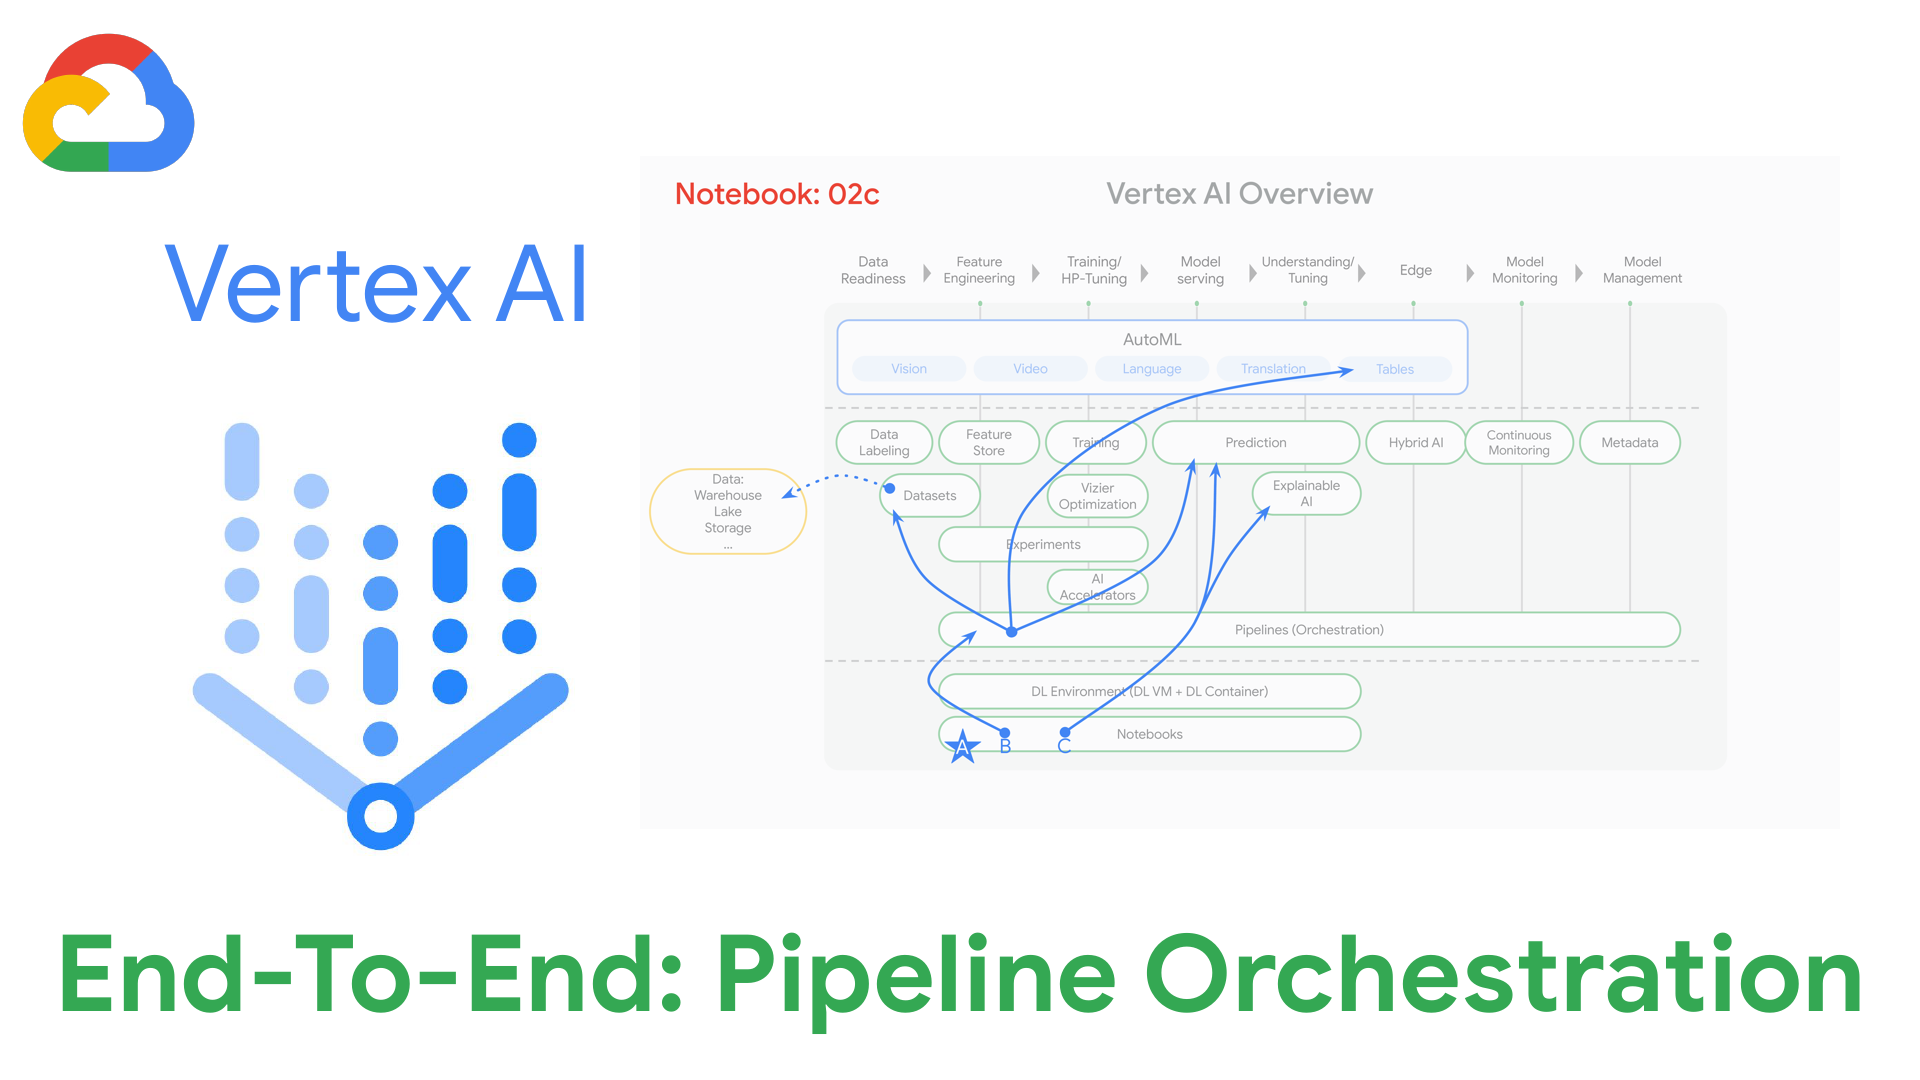 Notebook: 02c
Vertex AI Overview
Vertex AI
Data
Readiness
Feature
Engineering
Training/
HP-Tuning
Model
serving
Understanding/
Tuning
Edge
Model
Monitoring
Model
Management
AutoML
Vision
Video
Language
Translation
Tables
Data
Labeling
Feature
Store
Training
Prediction
Hybrid AI
Continuous
Monitoring
Metadata
Data:
Warehouse
Lake
Storage
...
Datasets
Vizier
Optimization
Explainable
AI
Experiments
AI
Accelerators
Pipelines (Orchestration)
DL Environment (DL VM + DL Container)
Notebooks
A
B
C
End-To-End: Pipeline Orchestration